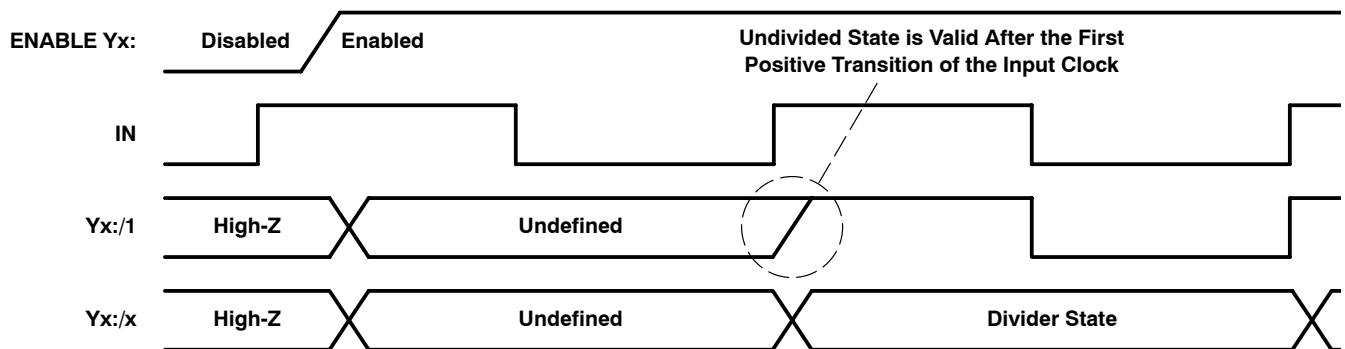 ENABLE Yx: Disabled Enabled
Undivided State is Valid After the First
Positive Transition of the Input Clock
IN
Yx:/1 High-Z Undefined
Yx:/x High-Z Undefined Divider State